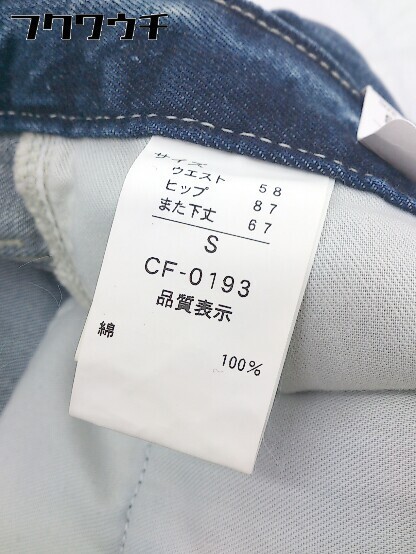 フクワウチ
サイズ
ウエスト 58
ヒップ 87
また下丈 67
S
CF-0193
品質表示
綿
100%